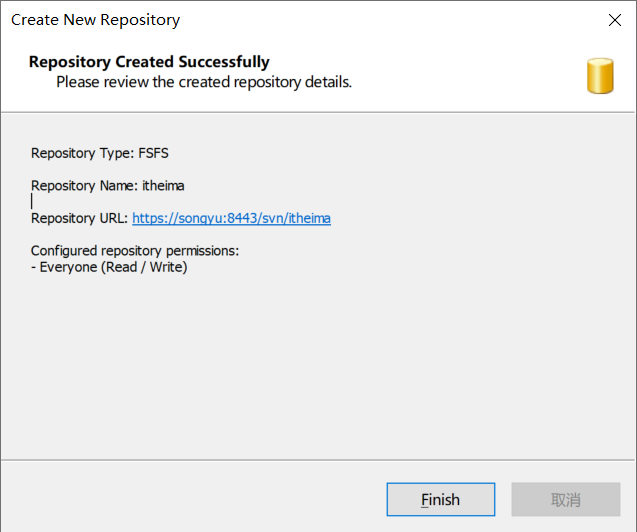 Create New Repository
Repository Created Successfully
Please review the created repository details.
Repository Type: FSFS
Repository Name: itheima
Repository URL: https://songyu:8443/svn/itheima
Configured repository permissions:
- Everyone (Read / Write)
Finish
取消